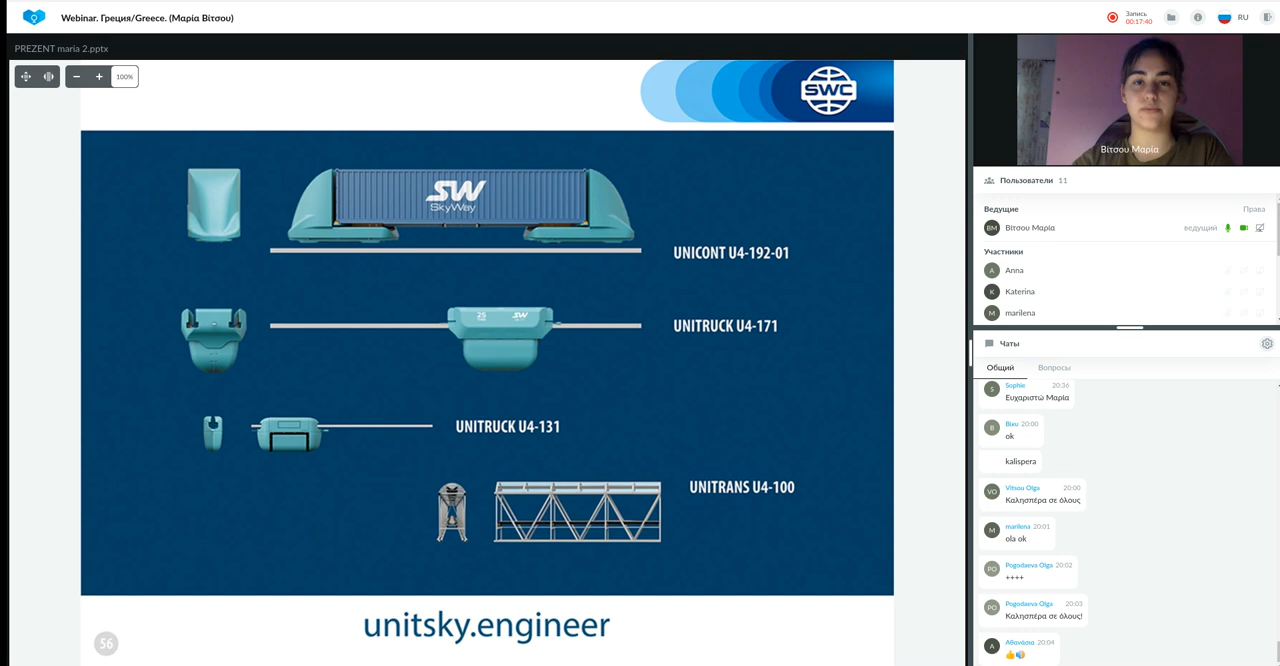 Webinar. Греция/Greece. (Μαρία Βίτσου)
Запись
00:17:40
RU
PREZENT maria 2.pptx
100%
SWC
SW
SkyWay
UNICONT U4-192-01
25
SW
UNITRUCK U4-171
UNITRUCK U4-131
UNITRANS U4-100
unitsky.engineer
56
Βίτσου Μαρία
Пользователи 11
Ведущие Права
ВМ Βίτσου Μαρία ведущий
Участники
A Anna
K Katerina
M marilena
Чаты
Общий Вопросы
S Sophie 20:36
Ευχαριστώ Μαρία
B Βίκυ 20:00
ok
kalispera
VO Vitsou Olga 20:00
Καλησπέρα σε όλους
M marilena 20:01
ola ok
PO Pogodaeva Olga 20:02
++++
PO Pogodaeva Olga 20:03
Καλησπέρα σε όλους!
Α Αθανάσια 20:04
👍